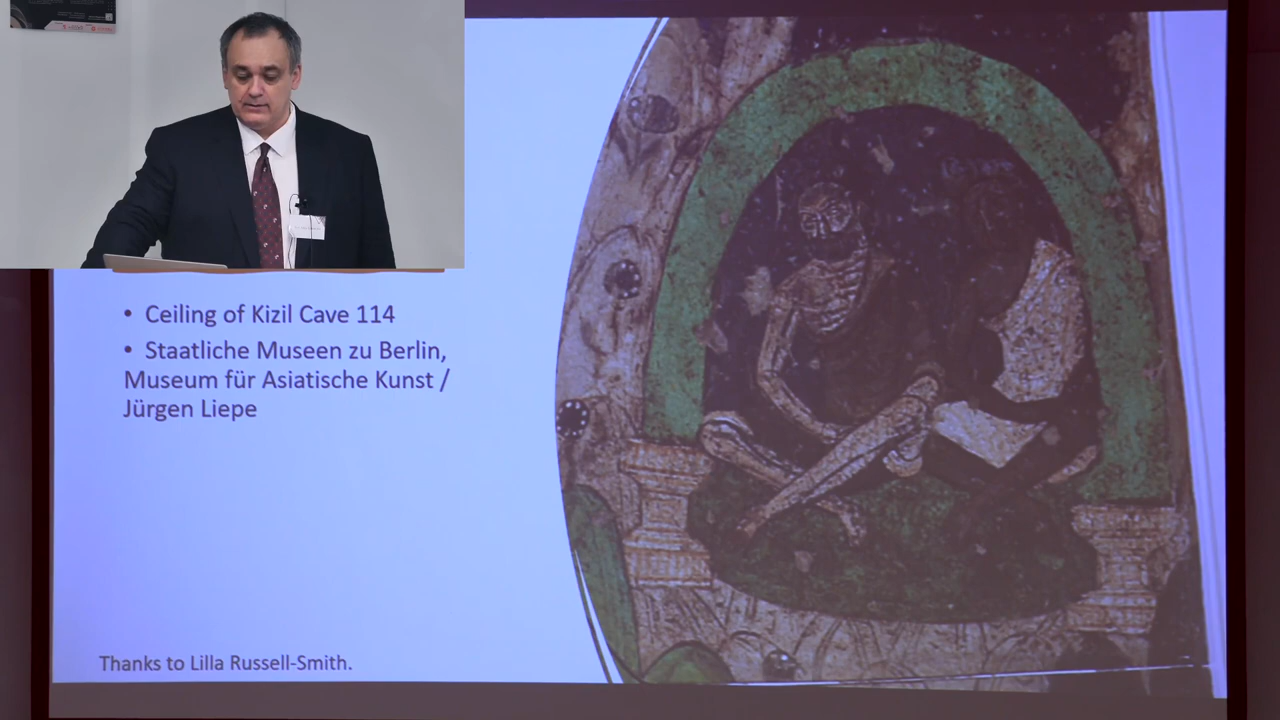 • Ceiling of Kizil Cave 114
• Staatliche Museen zu Berlin,
Museum für Asiatische Kunst /
Jürgen Liepe
Thanks to Lilla Russell-Smith.